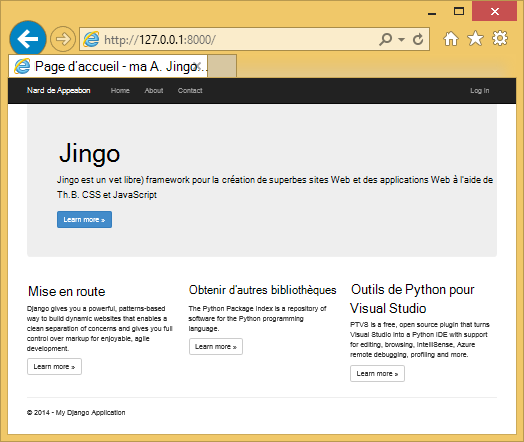 http://127.0.0.1:8000/
Page d'accueil - ma A. Jingo...
Nard de Appeabon Home About Contact Log in
Jingo
Jingo est un vet libre) framework pour la création de superbes sites Web et des applications Web à l'aide de
Th.B. CSS et JavaScript
Learn more »
Mise en route
Django gives you a powerful, patterns-based
way to build dynamic websites that enables a
clean separation of concerns and gives you full
control over markup for enjoyable, agile
development.
Learn more »
Obtenir d'autres bibliothèques
The Python Package Index is a repository of
software for the Python programming
language.
Learn more »
Outils de Python pour
Visual Studio
PTVS is a free, open source plugin that turns
Visual Studio into a Python IDE with support
for editing, browsing, IntelliSense, Azure
remote debugging, profiling and more.
Learn more »
© 2014 - My Django Application